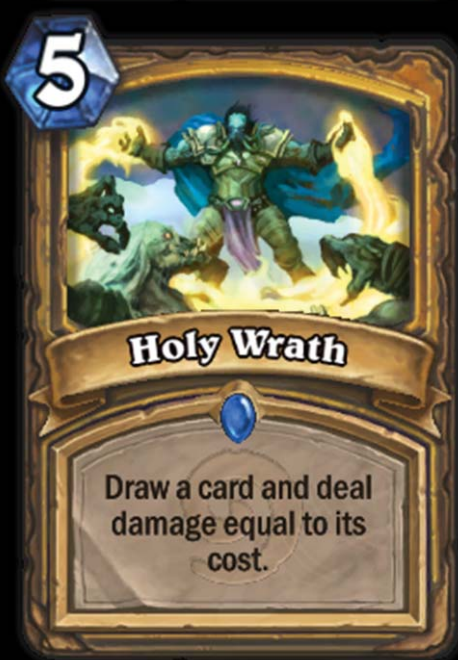 5
Holy Wrath
Draw a card and deal
damage equal to its
cost.